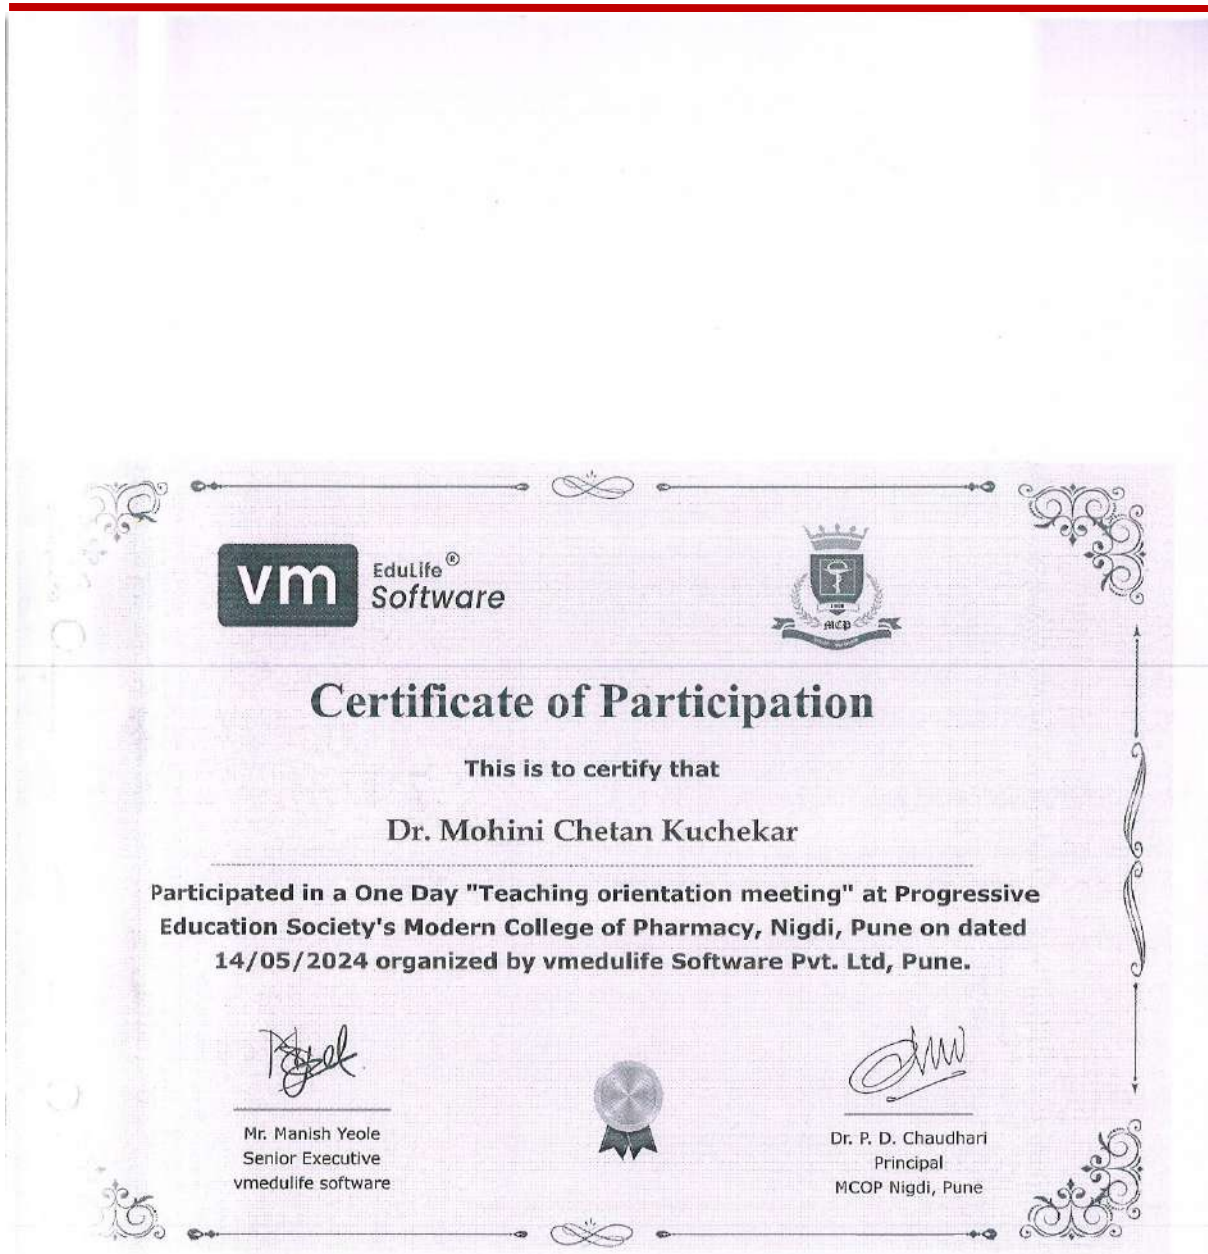 vm
EduLife®
Software
MCP
Certificate of Participation
This is to certify that
Dr. Mohini Chetan Kuchekar
Participated in a One Day "Teaching orientation meeting" at Progressive
Education Society's Modern College of Pharmacy, Nigdi, Pune on dated
14/05/2024 organized by vmedulife Software Pvt. Ltd, Pune.
Mr. Manish Yeole
Senior Executive
vmedulife software
Dr. P. D. Chaudhari
Principal
MCOP Nigdi, Pune